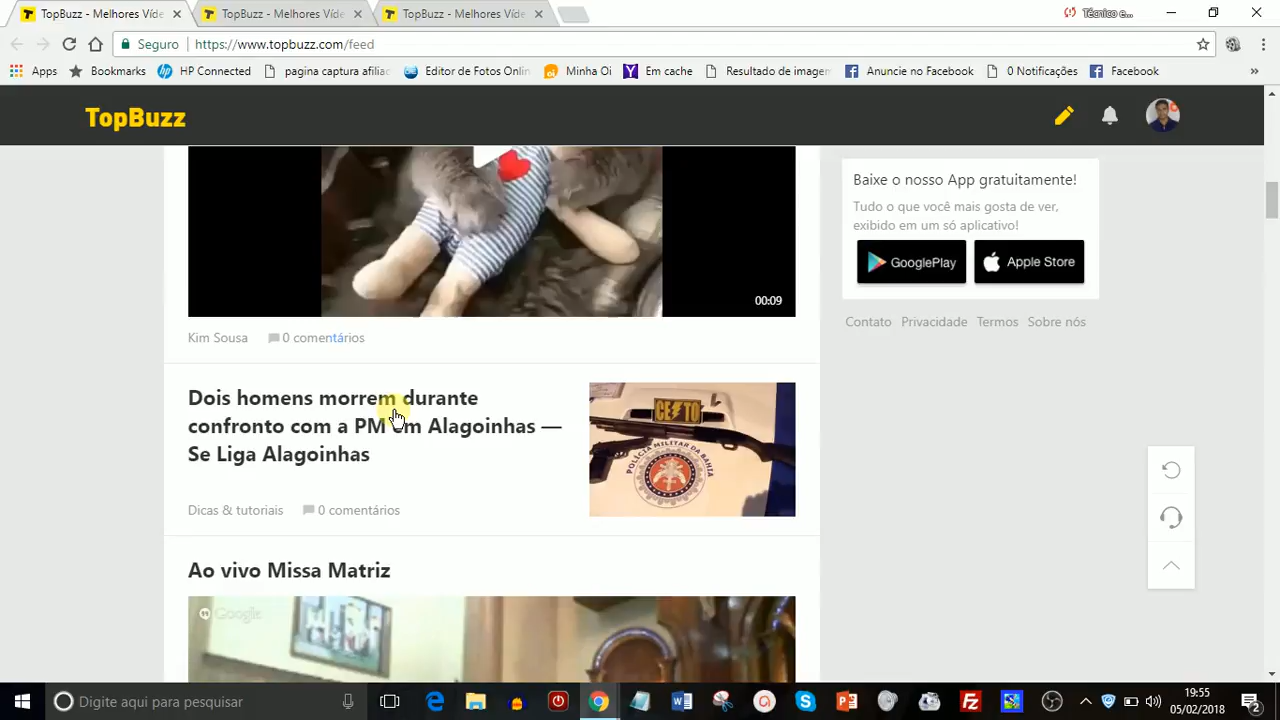 TopBuzz - Melhores Víde
TopBuzz - Melhores Víde
TopBuzz - Melhores Víde
Técnico e...
Seguro
https://www.topbuzz.com/feed
Apps
Bookmarks
HP Connected
pagina captura afiliac
Editor de Fotos Onlin
Minha Oi
Em cache
Resultado de imagem
Anuncie no Facebook
0 Notificações
Facebook
»
TopBuzz
00:09
Kim Sousa
0 comentários
Baixe o nosso App gratuitamente!
Tudo o que você mais gosta de ver,
exibido em um só aplicativo!
GooglePlay
Apple Store
Contato Privacidade Termos Sobre nós
Dois homens morrem durante
confronto com a PM em Alagoinhas —
Se Liga Alagoinhas
POLÍCIA MILITAR DA BAHIA
Dicas & tutoriais
0 comentários
Ao vivo Missa Matriz
Google
Digite aqui para pesquisar
19:55
05/02/2018
2